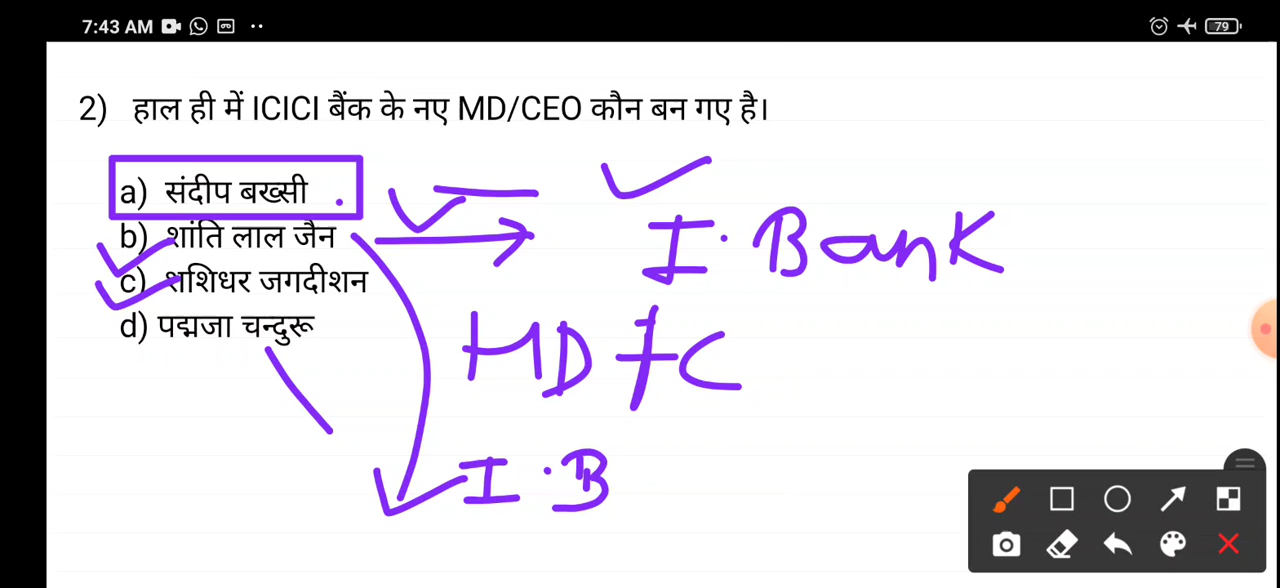 7:43 AM
79
2) हाल ही में ICICI बैंक के नए MD/CEO कौन बन गए है।
a) संदीप बख्सी
b) शांति लाल जैन
c) शशिधर जगदीशन
d) पद्मजा चन्दुरू
I. Bank
HDFC
I.B